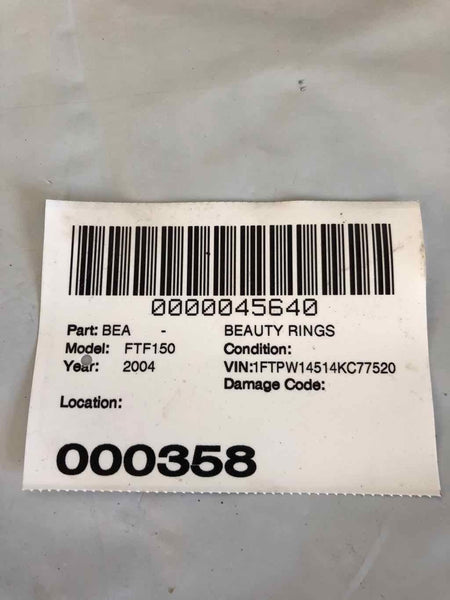 0000045640
Part: BEA - BEAUTY RINGS
Model: FTF150 Condition:
Year: 2004 VIN:1FTPW14514KC77520
Damage Code:
Location:
000358